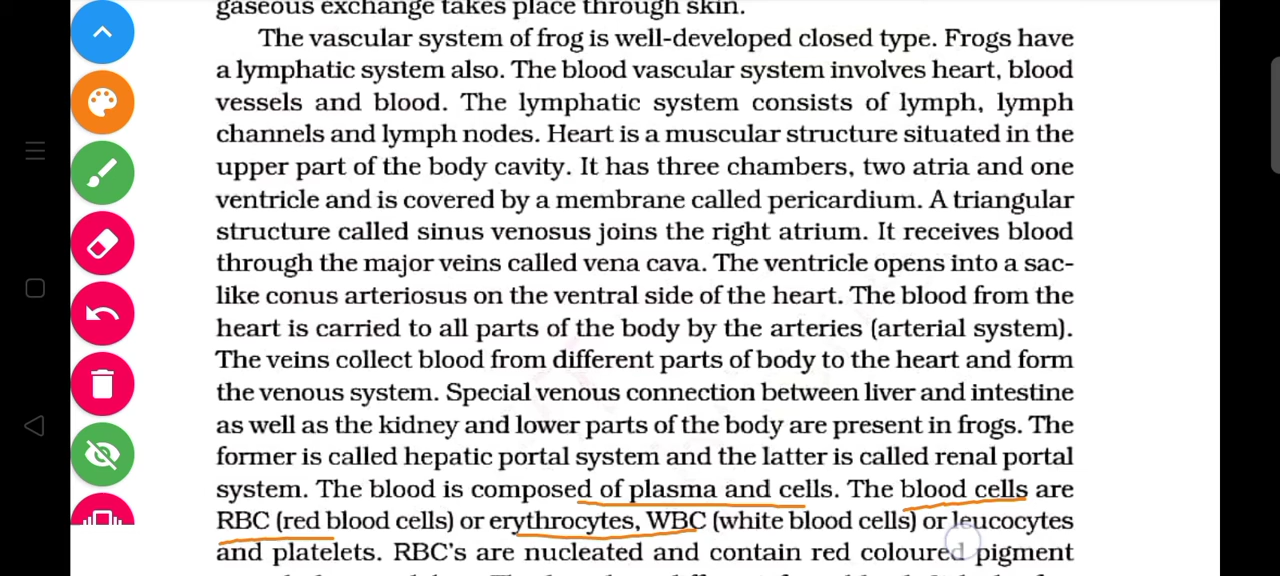 gaseous exchange takes place through skin.
The vascular system of frog is well-developed closed type. Frogs have
a lymphatic system also. The blood vascular system involves heart, blood
vessels and blood. The lymphatic system consists of lymph, lymph
channels and lymph nodes. Heart is a muscular structure situated in the
upper part of the body cavity. It has three chambers, two atria and one
ventricle and is covered by a membrane called pericardium. A triangular
structure called sinus venosus joins the right atrium. It receives blood
through the major veins called vena cava. The ventricle opens into a sac-
like conus arteriosus on the ventral side of the heart. The blood from the
heart is carried to all parts of the body by the arteries (arterial system).
The veins collect blood from different parts of body to the heart and form
the venous system. Special venous connection between liver and intestine
as well as the kidney and lower parts of the body are present in frogs. The
former is called hepatic portal system and the latter is called renal portal
system. The blood is composed of plasma and cells. The blood cells are
RBC (red blood cells) or erythrocytes, WBC (white blood cells) or leucocytes
and platelets. RBC's are nucleated and contain red coloured pigment